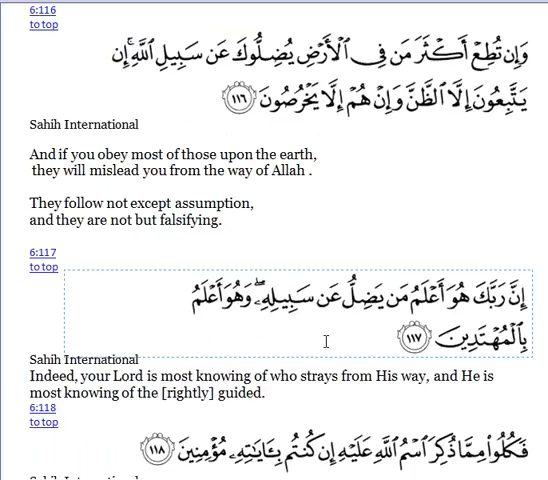 6:116
to top
وَإِن تُطِعْ أَكْثَرَ مَن فِى ٱلْأَرْضِ يُضِلُّوكَ عَن سَبِيلِ ٱللَّهِ ۚ إِن
يَتَّبِعُونَ إِلَّا ٱلظَّنَّ وَإِنْ هُمْ إِلَّا يَخْرُصُونَ ١١٦
Sahih International
And if you obey most of those upon the earth,
they will mislead you from the way of Allah .
They follow not except assumption,
and they are not but falsifying.
6:117
to top
إِنَّ رَبَّكَ هُوَ أَعْلَمُ مَن يَضِلُّ عَن سَبِيلِهِۦ ۖ وَهُوَ أَعْلَمُ
بِٱلْمُهْتَدِينَ ١١٧
Sahih International
Indeed, your Lord is most knowing of who strays from His way, and He is
most knowing of the [rightly] guided.
6:118
to top
فَكُلُوا۟ مِمَّا ذُكِرَ ٱسْمُ ٱللَّهِ عَلَيْهِ إِن كُنتُم بِـَٔايَـٰتِهِۦ مُؤْمِنِينَ ١١٨
Sahih International